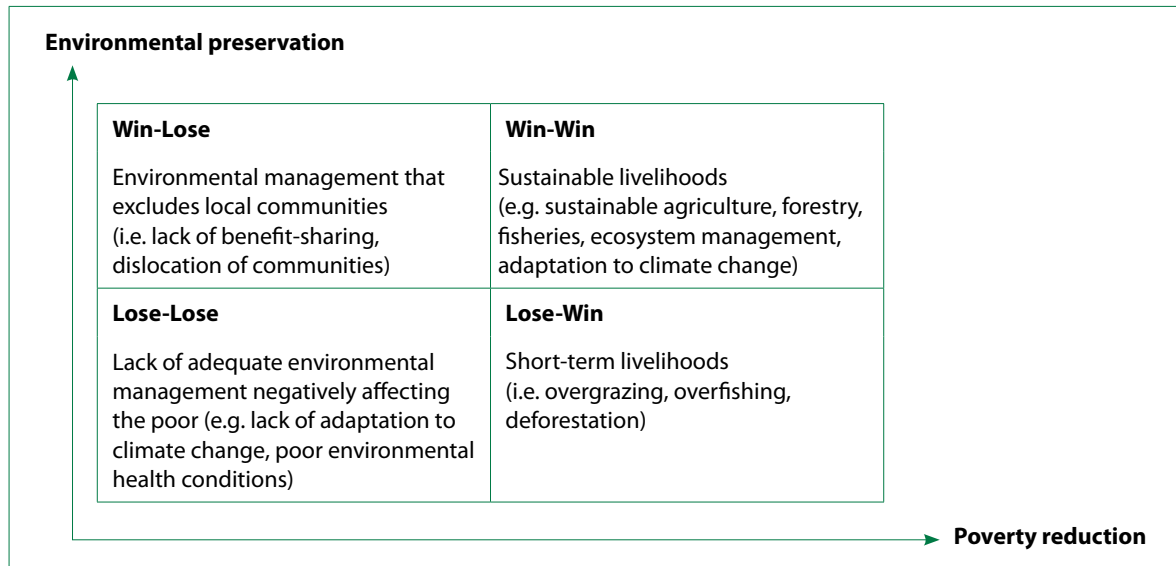 Environmental preservation
Win-Lose
Environmental management that
excludes local communities
(i.e. lack of benefit-sharing,
dislocation of communities)
Win-Win
Sustainable livelihoods
(e.g. sustainable agriculture, forestry,
fisheries, ecosystem management,
adaptation to climate change)
Lose-Lose
Lack of adequate environmental
management negatively affecting
the poor (e.g. lack of adaptation to
climate change, poor environmental
health conditions)
Lose-Win
Short-term livelihoods
(i.e. overgrazing, overfishing,
deforestation)
Poverty reduction